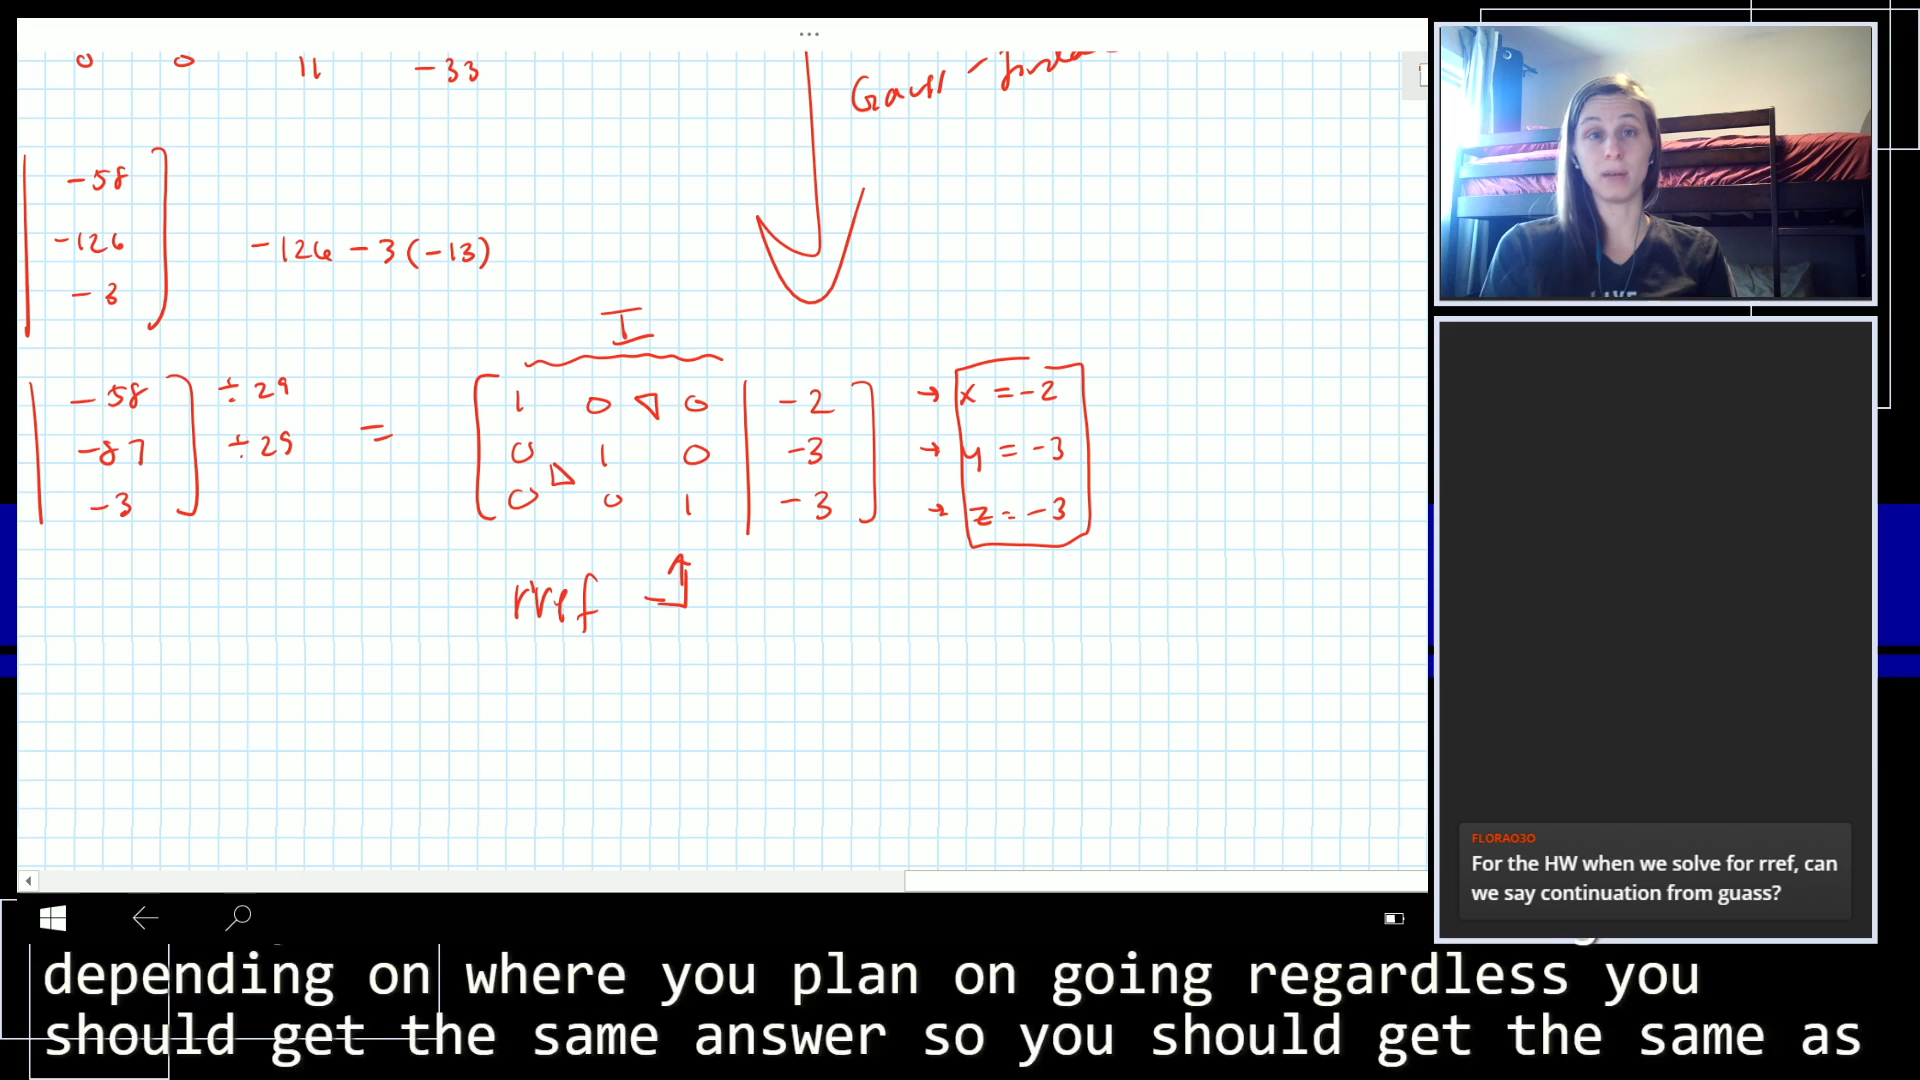 0 0 11 -33
Gauss - Jordan
-58
-126
-3
-126 - 3(-13)
I
-58 ÷ 29
-87 ÷ 29
-3
=
1 0 0 | -2 → x = -2
0 1 0 | -3 → y = -3
0 0 1 | -3 → z = -3
rref
FLORAO3O
For the HW when we solve for rref, can
we say continuation from guass?
depending on where you plan on going regardless you
should get the same answer so you should get the same as